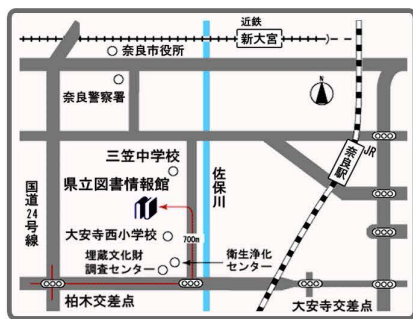 近鉄
新大宮
奈良市役所
奈良警察署
N
JR
奈良駅
三笠中学校
県立図書情報館
佐保川
国道24号線
大安寺西小学校
700m
埋蔵文化財
調査センター
衛生浄化
センター
柏木交差点
大安寺交差点